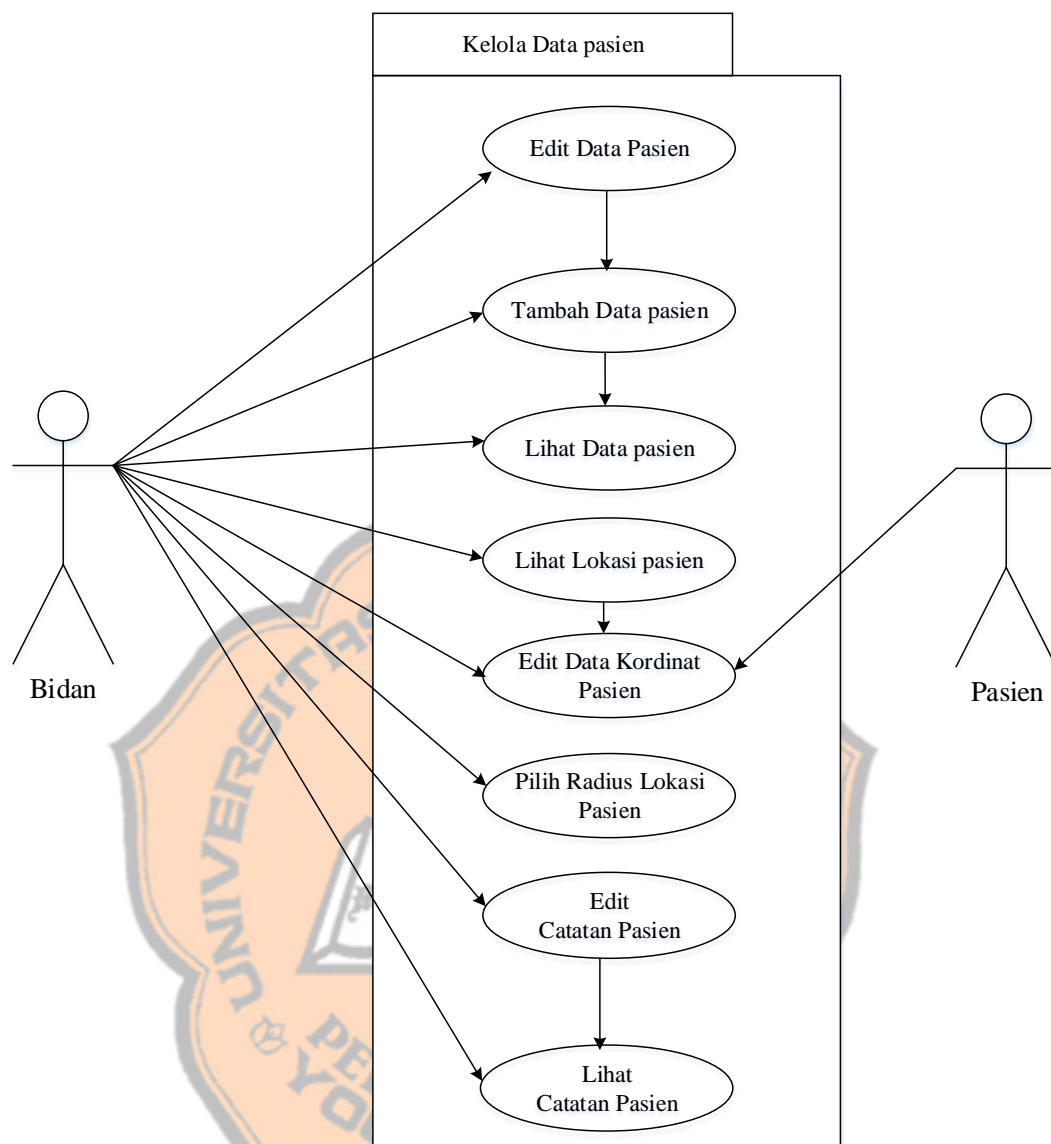 Kelola Data pasien
Edit Data Pasien
Tambah Data pasien
Lihat Data pasien
Lihat Lokasi pasien
Edit Data Kordinat
Pasien
Pilih Radius Lokasi
Pasien
Edit
Catatan Pasien
Lihat
Catatan Pasien
Bidan
Pasien